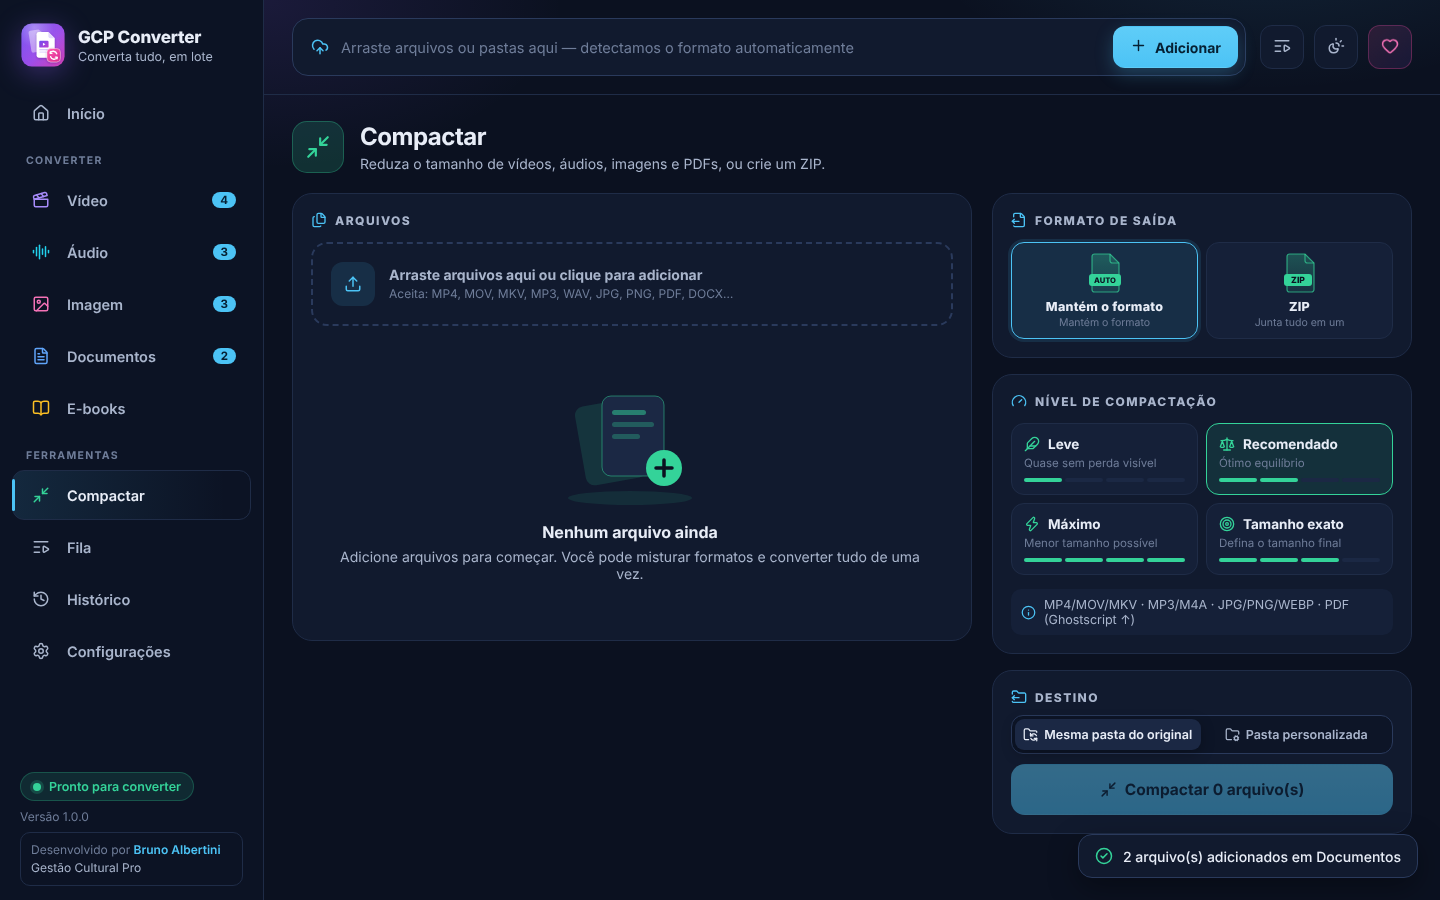 GCP Converter
Converta tudo, em lote
Arraste arquivos ou pastas aqui — detectamos o formato automaticamente
Adicionar
Início
CONVERTER
Vídeo 4
Áudio 3
Imagem 3
Documentos 2
E-books
FERRAMENTAS
Compactar
Fila
Histórico
Configurações
Pronto para converter
Versão 1.0.0
Desenvolvido por Bruno Albertini
Gestão Cultural Pro
Compactar
Reduza o tamanho de vídeos, áudios, imagens e PDFs, ou crie um ZIP.
ARQUIVOS
Arraste arquivos aqui ou clique para adicionar
Aceita: MP4, MOV, MKV, MP3, WAV, JPG, PNG, PDF, DOCX...
Nenhum arquivo ainda
Adicione arquivos para começar. Você pode misturar formatos e converter tudo de uma
vez.
FORMATO DE SAÍDA
AUTO
Mantém o formato
Mantém o formato
ZIP
ZIP
Junta tudo em um
NÍVEL DE COMPACTAÇÃO
Leve
Quase sem perda visível
Recomendado
Ótimo equilíbrio
Máximo
Menor tamanho possível
Tamanho exato
Defina o tamanho final
MP4/MOV/MKV · MP3/M4A · JPG/PNG/WEBP · PDF
(Ghostscript ↑)
DESTINO
Mesma pasta do original
Pasta personalizada
Compactar 0 arquivo(s)
2 arquivo(s) adicionados em Documentos